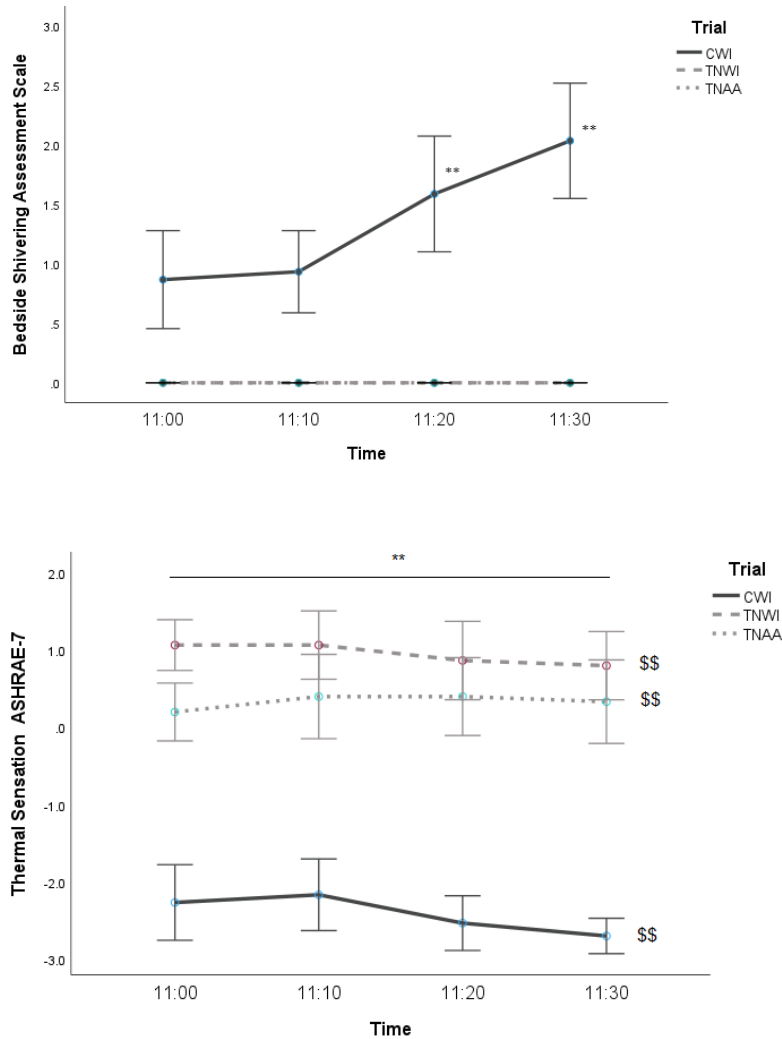 Trial
CWI
TNWI
TNAA
Bedside Shivering Assessment Scale
3.0
2.5
2.0
1.5
1.0
.5
.0
**
**
11:00 11:10 11:20 11:30
Time
Trial
CWI
TNWI
TNAA
Thermal Sensation ASHRAE-7
**
2.0
1.0
.0
-1.0
-2.0
-3.0
$$
$$
$$
11:00 11:10 11:20 11:30
Time